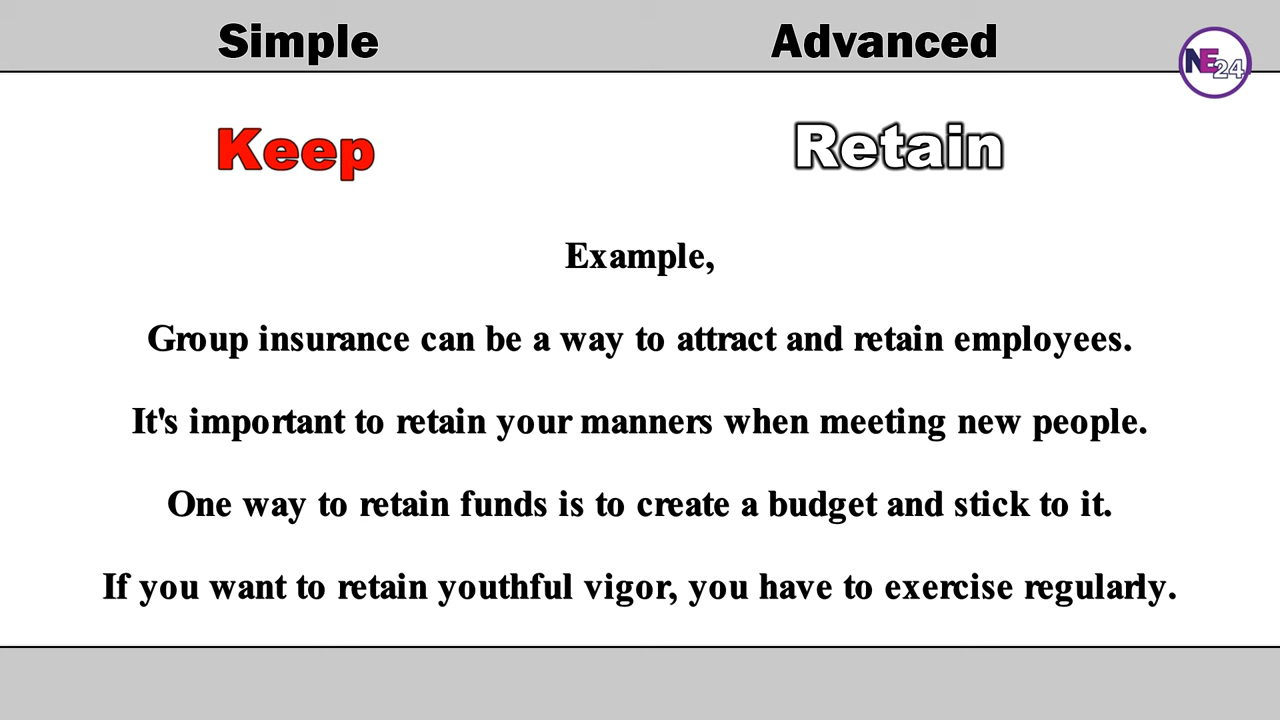 Simple Advanced
NE24
Keep Retain
Example,
Group insurance can be a way to attract and retain employees.
It's important to retain your manners when meeting new people.
One way to retain funds is to create a budget and stick to it.
If you want to retain youthful vigor, you have to exercise regularly.